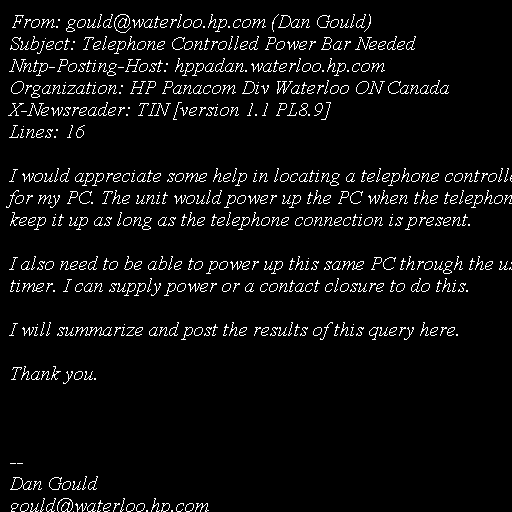 From: gould@waterloo.hp.com (Dan Gould)
Subject: Telephone Controlled Power Bar Needed
Nntp-Posting-Host: hppadan.waterloo.hp.com
Organization: HP Panacom Div Waterloo ON Canada
X-Newsreader: TIN [version 1.1 PL8.9]
Lines: 16

I would appreciate some help in locating a telephone
for my PC. The unit would power up the PC when the
keep it up as long as the telephone connection is present.

I also need to be able to power up this same PC through the
timer. I can supply power or a contact closure to do this.

I will summarize and post the results of this query here.

Thank you.

--
Dan Gould
gould@waterloo.hp.com